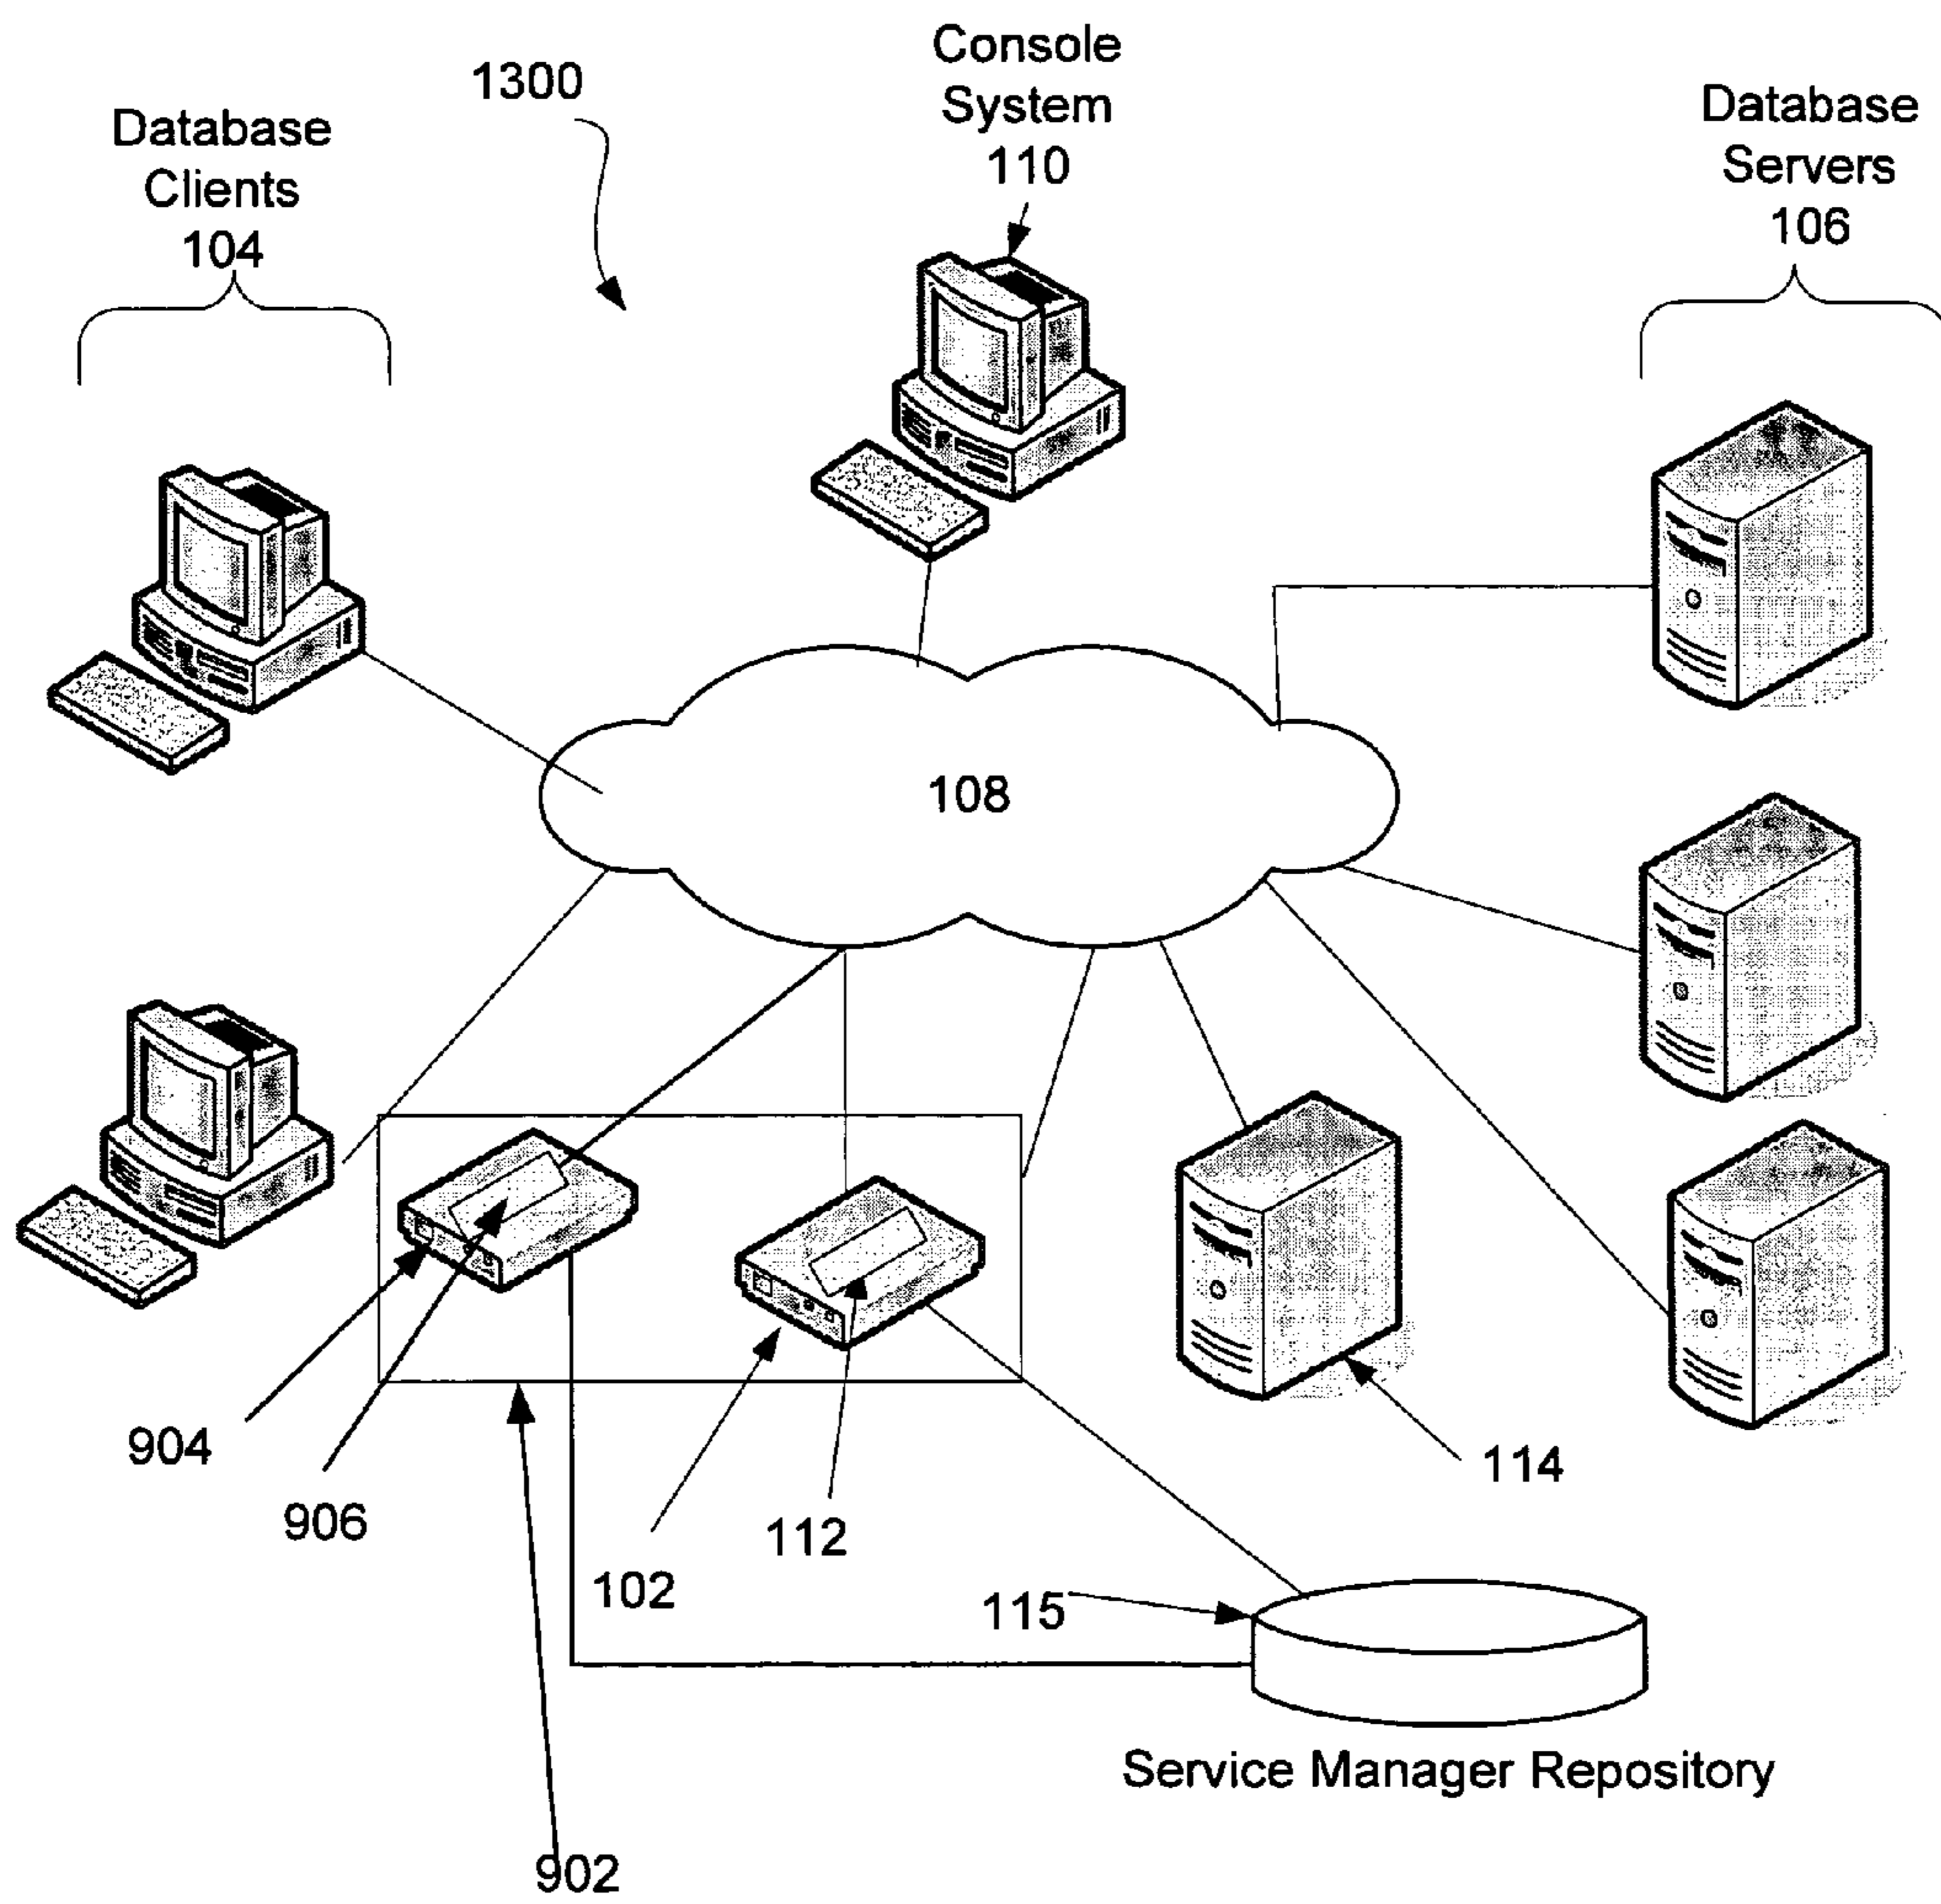 Console
System
110
1300
Database
Clients
104
Database
Servers
106
108
904
906
102
112
114
115
Service Manager Repository
902